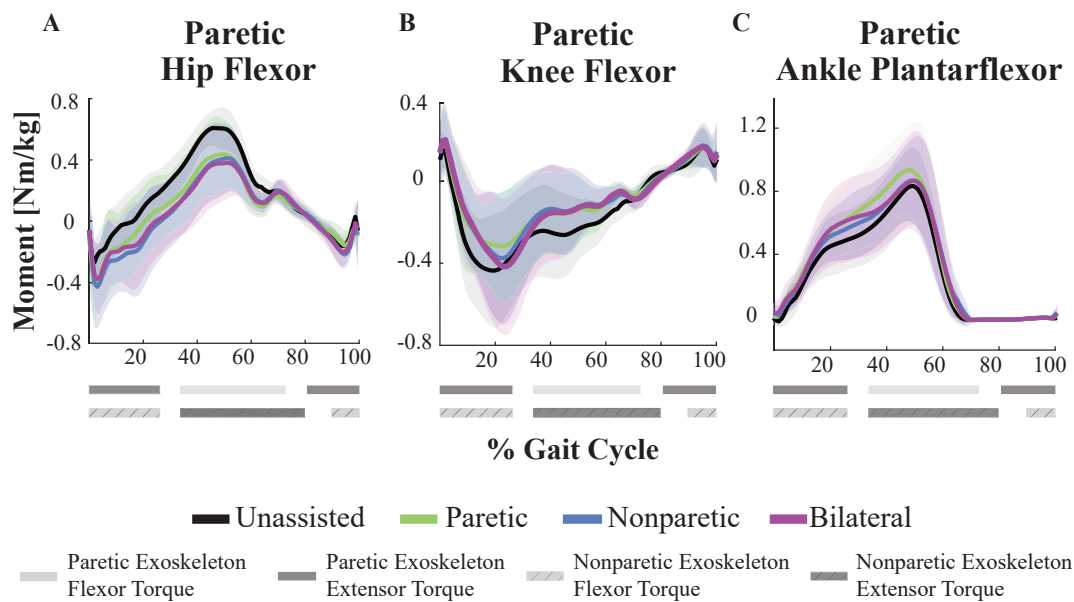 A
Paretic
Hip Flexor
B
Paretic
Knee Flexor
C
Paretic
Ankle Plantarflexor
Moment [Nm/kg]
0.8
0.4
0
-0.4
-0.8
20 40 60 80 100
0.4
0
-0.4
-0.8
20 40 60 80 100
1.2
0.8
0.4
0
20 40 60 80 100
% Gait Cycle
Unassisted Paretic Nonparetic Bilateral
Paretic Exoskeleton
Flexor Torque
Paretic Exoskeleton
Extensor Torque
Nonparetic Exoskeleton
Flexor Torque
Nonparetic Exoskeleton
Extensor Torque